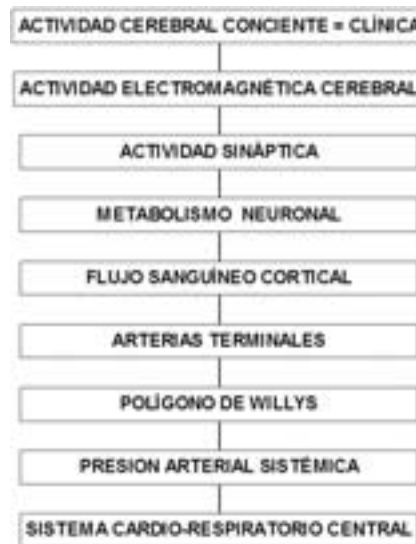 ACTIVIDAD CEREBRAL CONCIENTE = CLÍNICA
ACTIVIDAD ELECTROMAGNÉTICA CEREBRAL
ACTIVIDAD SINÁPTICA
METABOLISMO NEURONAL
FLUJO SANGUÍNEO CORTICAL
ARTERIAS TERMINALES
POLÍGONO DE WILLYS
PRESION ARTERIAL SISTÉMICA
SISTEMA CARDIO-RESPIRATORIO CENTRAL